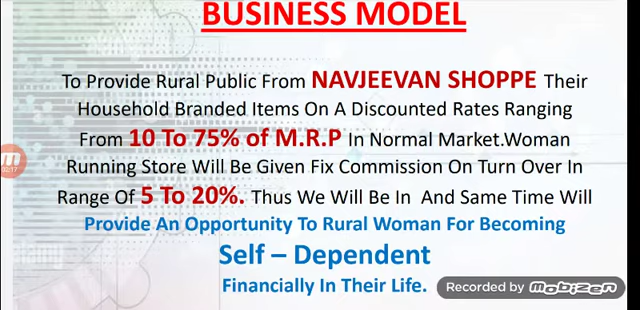 BUSINESS MODEL
To Provide Rural Public From NAVJEEVAN SHOPPE Their
Household Branded Items On A Discounted Rates Ranging
From 10 To 75% of M.R.P In Normal Market.Woman
Running Store Will Be Given Fix Commission On Turn Over In
Range Of 5 To 20%. Thus We Will Be In And Same Time Will
Provide An Opportunity To Rural Woman For Becoming
Self – Dependent
Financially In Their Life.
02:17
Recorded by mobizen